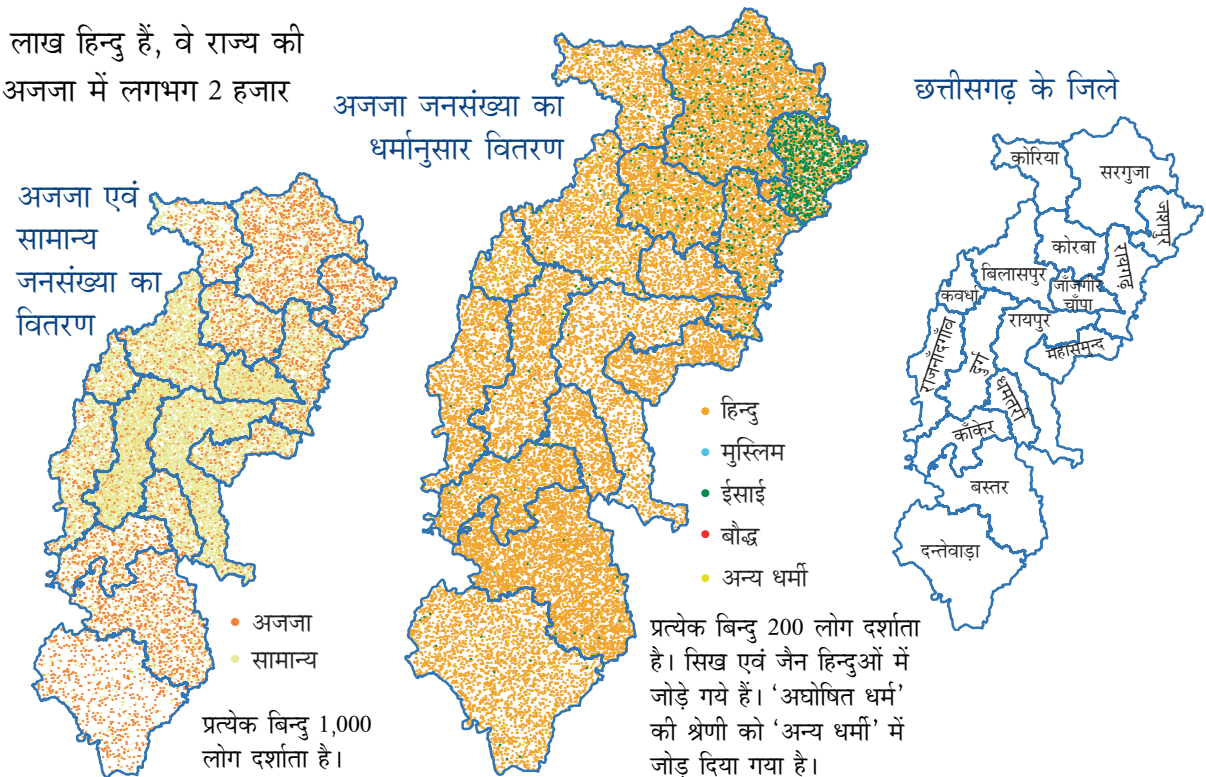 लाख हिन्दु हैं, वे राज्य की
अजजा में लगभग 2 हजार
अजजा एवं
सामान्य
जनसंख्या का
वितरण
अजजा
सामान्य
प्रत्येक बिन्दु 1,000
लोग दर्शाता है।
अजजा जनसंख्या का
धर्मानुसार वितरण
हिन्दु
मुस्लिम
ईसाई
बौद्ध
अन्य धर्मी
प्रत्येक बिन्दु 200 लोग दर्शाता
है। सिख एवं जैन हिन्दुओं में
जोड़े गये हैं। ‘अघोषित धर्म’
की श्रेणी को ‘अन्य धर्मी’ में
जोड़ दिया गया है।
छत्तीसगढ़ के जिले
कोरिया
सरगुजा
जशपुर
कोरबा
रायगढ़
बिलासपुर
जाँजगीर
चाँपा
कवर्धा
रायपुर
महासमुन्द
राजनाँदगाँव
दुर्ग
धमतरी
काँकेर
बस्तर
दन्तेवाड़ा